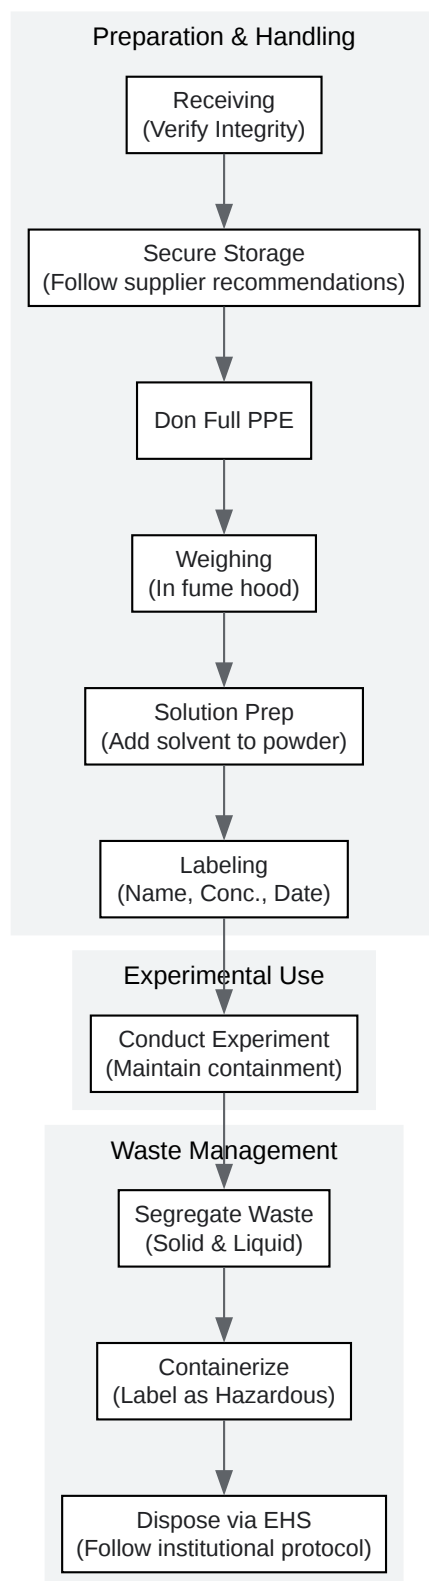 Preparation & Handling
Receiving
(Verify Integrity)
Secure Storage
(Follow supplier recommendations)
Don Full PPE
Weighing
(In fume hood)
Solution Prep
(Add solvent to powder)
Labeling
(Name, Conc., Date)
Experimental Use
Conduct Experiment
(Maintain containment)
Waste Management
Segregate Waste
(Solid & Liquid)
Containerize
(Label as Hazardous)
Dispose via EHS
(Follow institutional protocol)